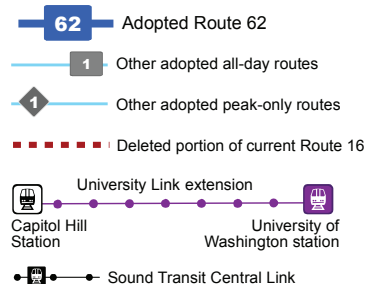 62 Adopted Route 62
1 Other adopted all-day routes
1 Other adopted peak-only routes
Deleted portion of current Route 16
University Link extension
Capitol Hill
Station
University of
Washington station
Sound Transit Central Link